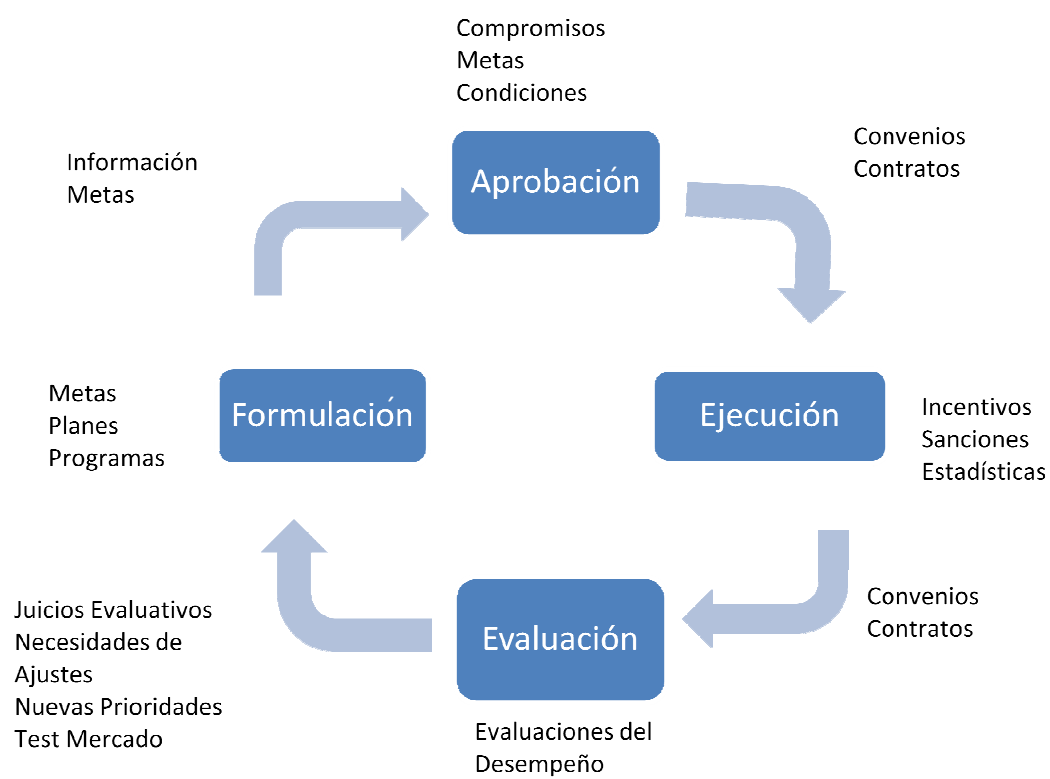 Compromisos
Metas
Condiciones
Aprobación
Información
Metas
Convenios
Contratos
Metas
Planes
Programas
Formulación
Ejecución
Incentivos
Sanciones
Estadísticas
Juicios Evaluativos
Necesidades de
Ajustes
Nuevas Prioridades
Test Mercado
Evaluación
Convenios
Contratos
Evaluaciones del
Desempeño